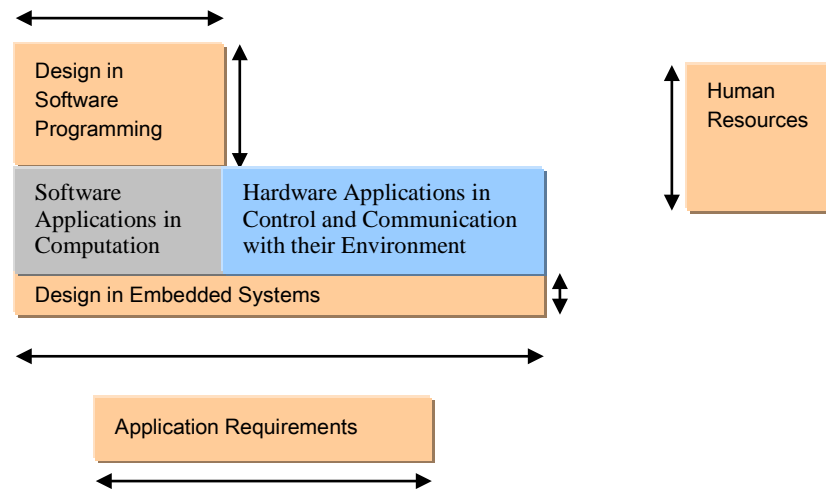 Design in
Software
Programming
Human
Resources
Software
Applications in
Computation
Hardware Applications in
Control and Communication
with their Environment
Design in Embedded Systems
Application Requirements